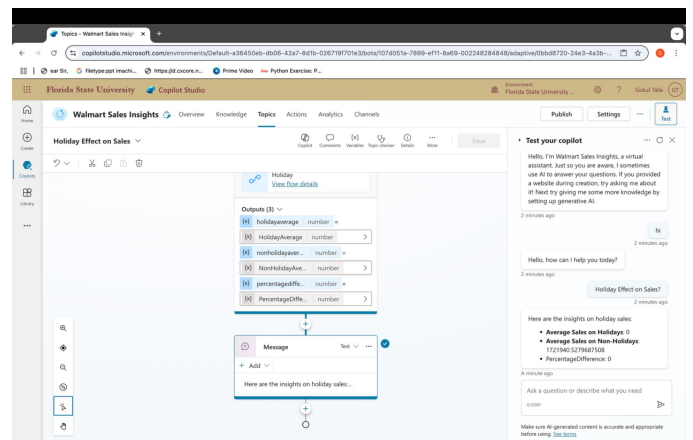 Topics - Walmart Sales Insigh
copilotstudio.microsoft.com/environments/Default-a36450eb-db06-42a7-8d1b-026719f701e3/bots/107d051a-7899-ef11-8a69-002248284848/adaptive/0bbd8720-24e3-4a3b-...
ear Sir,
filetype:ppt imachi...
https://d.cxcore.n...
Prime Video
Python Exercise: P...
Florida State University
Copilot Studio
Environment
Florida State University ...
?
Gokul Talla
GT
Walmart Sales Insights
Overview
Knowledge
Topics
Actions
Analytics
Channels
Publish
Settings
...
Test
Home
Create
Copilots
Library
...
Holiday Effect on Sales
Copilot
Comments
{x}
Variables
Topic checker
Details
...
More
Save
Holiday
View flow details
Outputs (3)
{x} holidayaverage number =
{x} HolidayAverage number >
{x} nonholidayaver... number =
{x} NonHolidayAve... number >
{x} percentagediffe... number =
{x} PercentageDiffe... number >
Message
Text
...
+ Add
Here are the insights on holiday sales:...
Test your copilot
...
Hello, I'm Walmart Sales Insights, a virtual
assistant. Just so you are aware, I sometimes
use AI to answer your questions. If you provided
a website during creation, try asking me about
it! Next try giving me some more knowledge by
setting up generative AI.
2 minutes ago
hi
2 minutes ago
Hello, how can I help you today?
2 minutes ago
Holiday Effect on Sales?
2 minutes ago
Here are the insights on holiday sales:
• Average Sales on Holidays: 0
• Average Sales on Non-Holidays:
1721940.5279687508
• PercentageDifference: 0
A minute ago
Ask a question or describe what you need
0/2000
Make sure AI-generated content is accurate and appropriate
before using. See terms